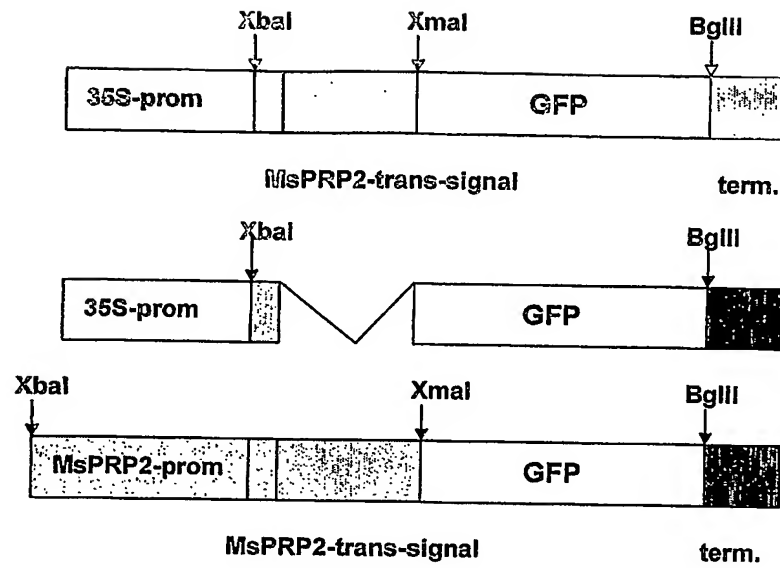 XbaI XmaI BglII
35S-prom GFP
MsPRP2-trans-signal term.
XbaI BglII
35S-prom GFP
XbaI XmaI BglII
MsPRP2-prom GFP
MsPRP2-trans-signal term.